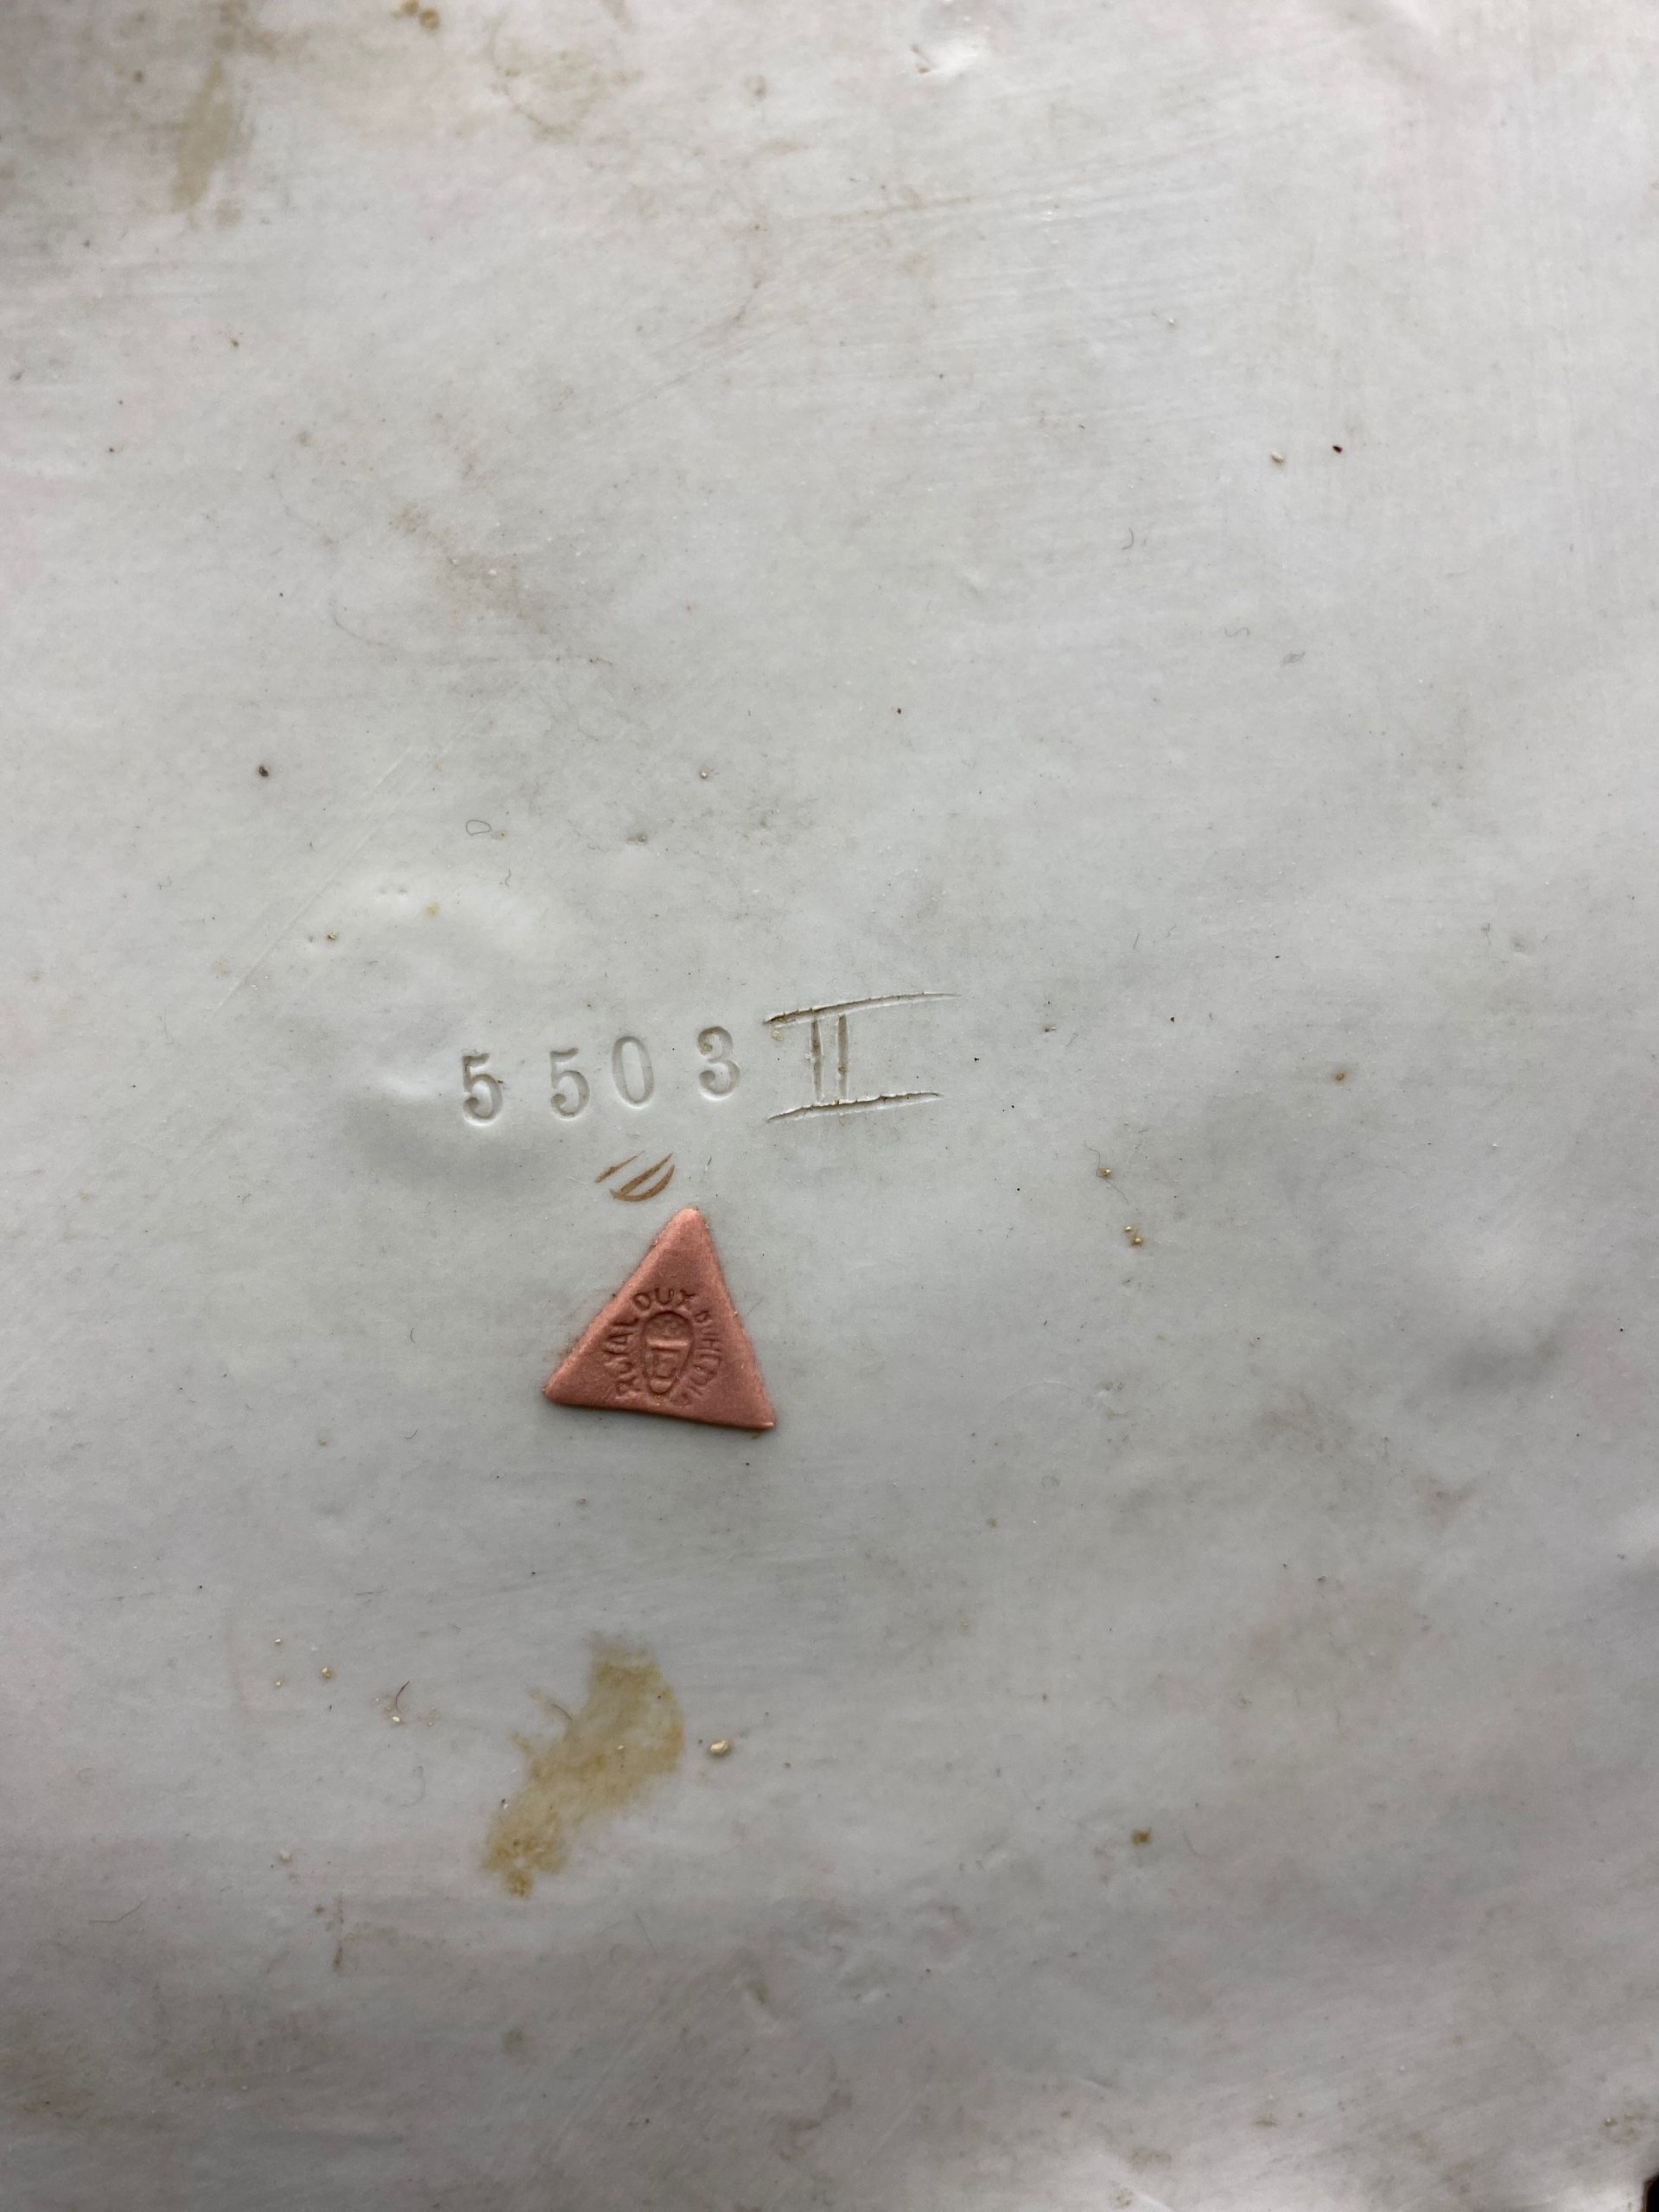 5503 II
ROYAL DUX BOHEMIA
E